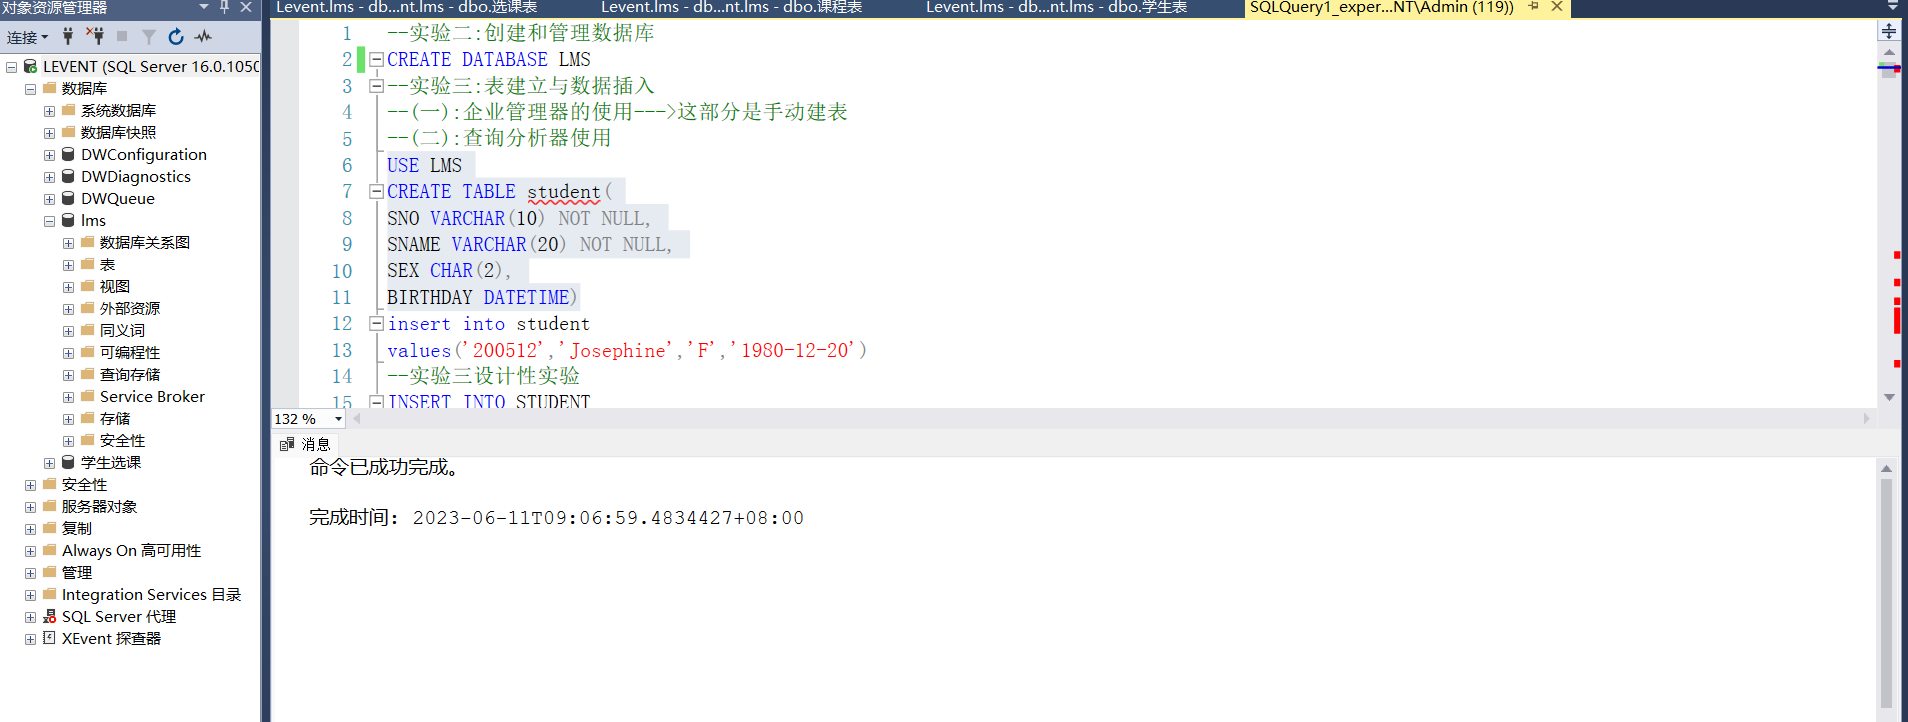 对象资源管理器
Levent.lms - db...nt.lms - dbo.选课表
Levent.lms - db...nt.lms - dbo.课程表
Levent.lms - db...nt.lms - dbo.学生表
SQLQuery1_exper...NT\Admin (119))
连接
LEVENT (SQL Server 16.0.1050
数据库
系统数据库
数据库快照
DWConfiguration
DWDiagnostics
DWQueue
lms
数据库关系图
表
视图
外部资源
同义词
可编程性
查询存储
Service Broker
存储
安全性
学生选课
安全性
服务器对象
复制
Always On 高可用性
管理
Integration Services 目录
SQL Server 代理
XEvent 探查器
1 --实验二:创建和管理数据库
2 CREATE DATABASE LMS
3 --实验三:表建立与数据插入
4 --(一):企业管理器的使用--->这部分是手动建表
5 --(二):查询分析器使用
6 USE LMS
7 CREATE TABLE student(
8 SNO VARCHAR(10) NOT NULL,
9 SNAME VARCHAR(20) NOT NULL,
10 SEX CHAR(2),
11 BIRTHDAY DATETIME)
12 insert into student
13 values('200512','Josephine','F','1980-12-20')
14 --实验三设计性实验
15 INSERT INTO STUDENT
132 %
消息
命令已成功完成。
完成时间: 2023-06-11T09:06:59.4834427+08:00